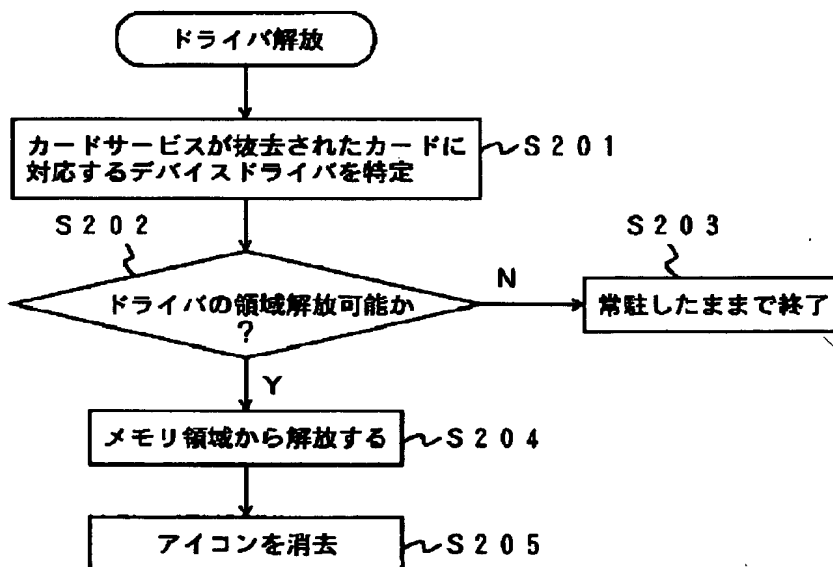 ドライバ解放
カードサービスが抜去されたカードに
対応するデバイスドライバを特定
S201
S202
ドライバの領域解放可能か
?
N
S203
常駐したままで終了
Y
メモリ領域から解放する
S204
アイコンを消去
S205